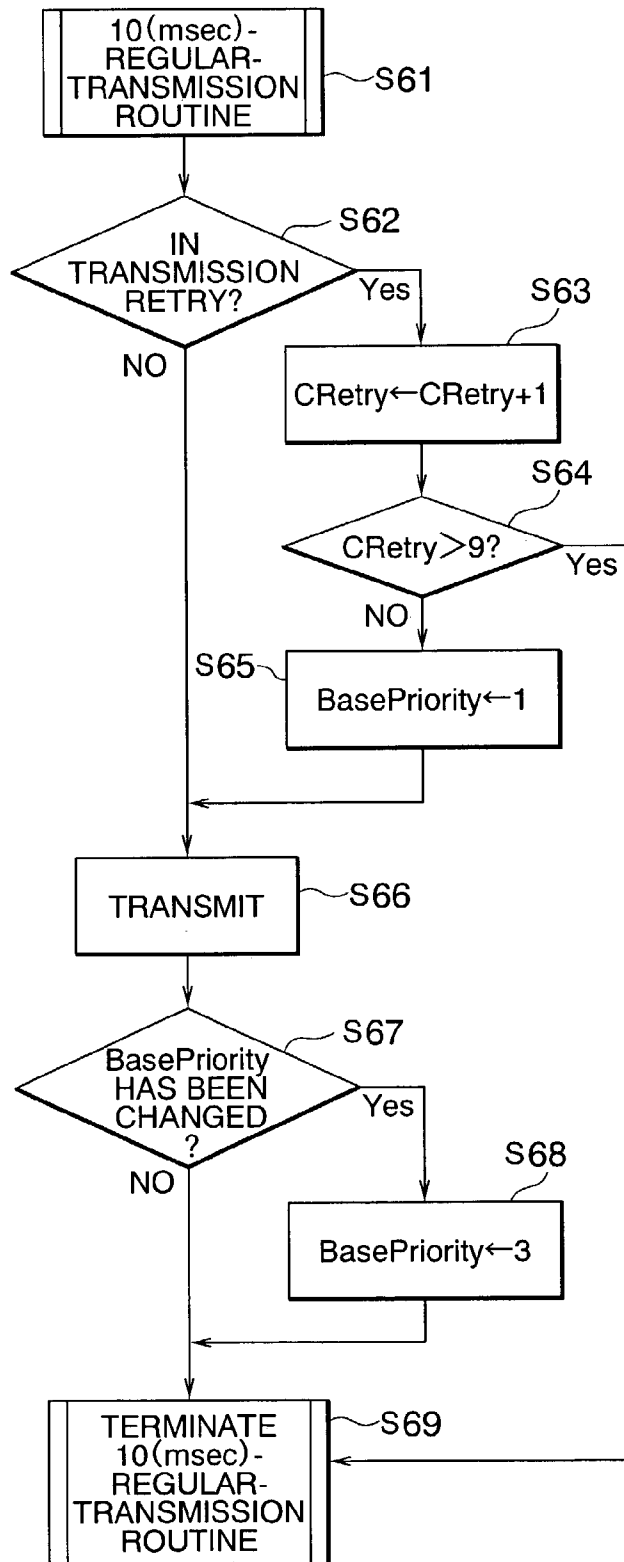 10(msec)-
REGULAR-
TRANSMISSION
ROUTINE
S61
S62
IN
TRANSMISSION
RETRY?
Yes
NO
S63
CRetry←CRetry+1
S64
CRetry>9?
Yes
NO
S65
BasePriority←1
TRANSMIT
S66
S67
BasePriority
HAS BEEN
CHANGED
?
Yes
NO
S68
BasePriority←3
TERMINATE
10(msec)-
REGULAR-
TRANSMISSION
ROUTINE
S69